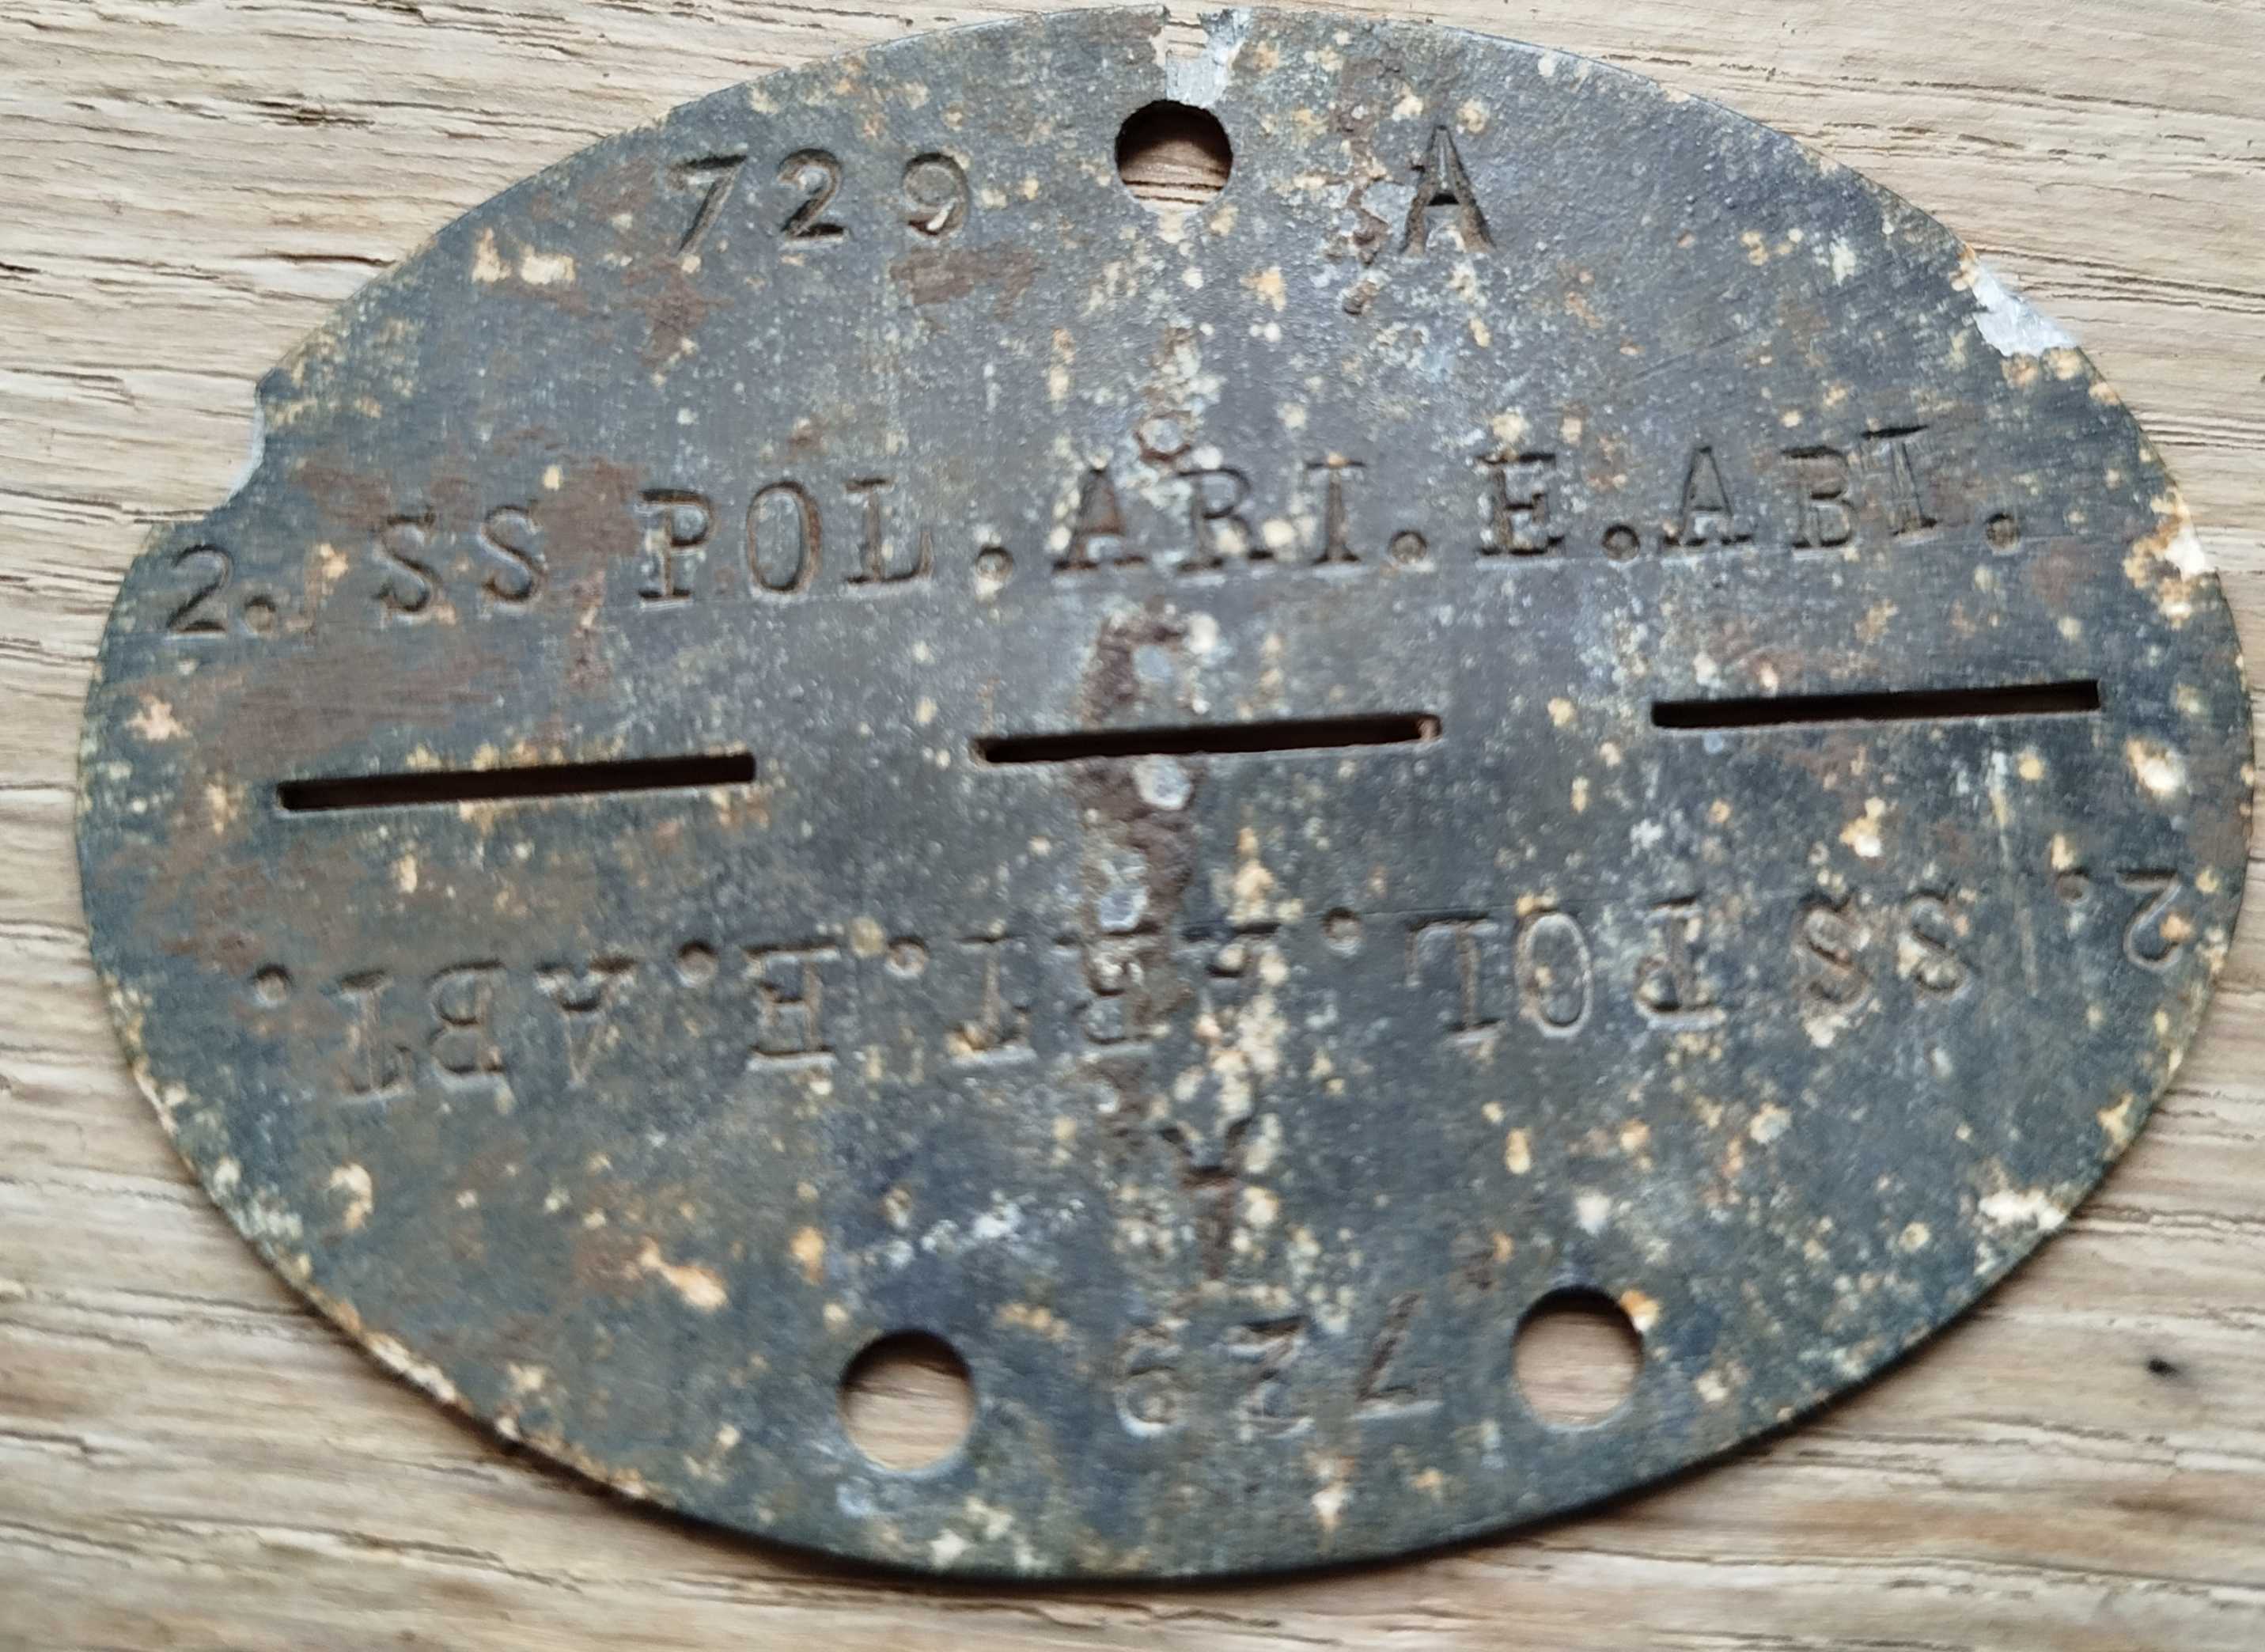 729 A
2. SS POL.ART.E.ABT.
2. SS POL.ART.E.ABT.
A
729